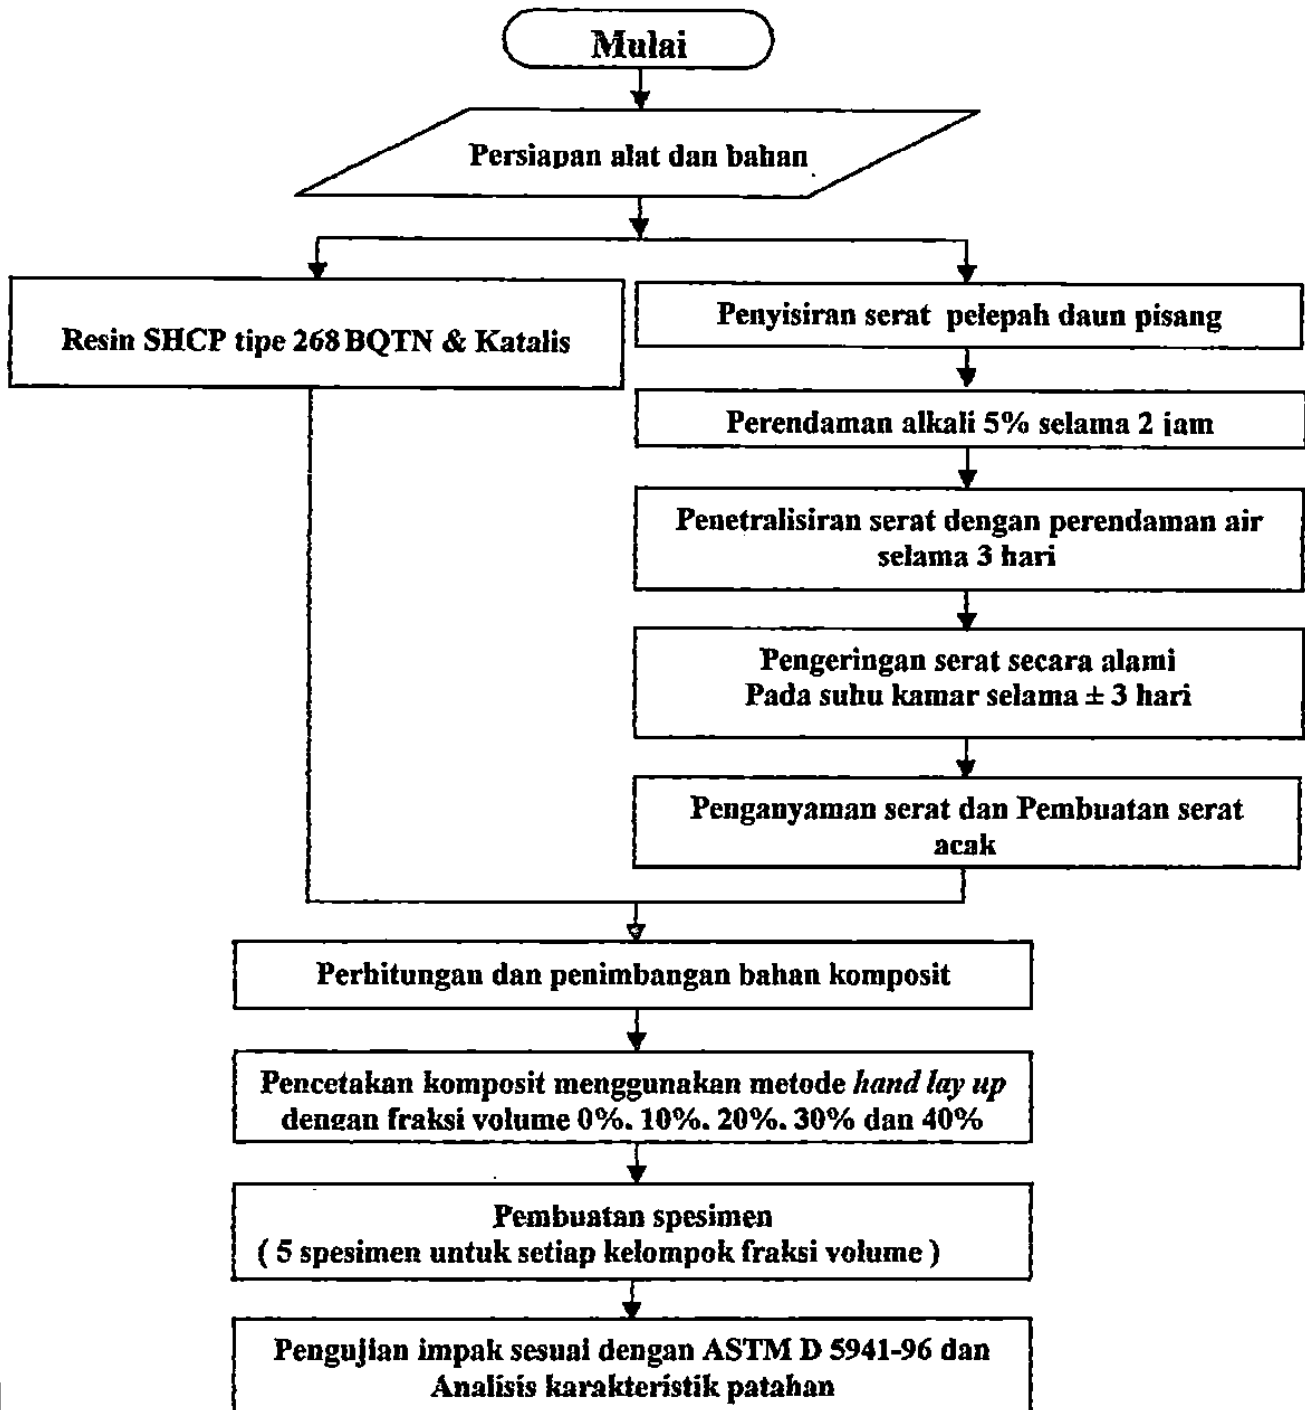 Mulai
Persiapan alat dan bahan
Resin SHCP tipe 268 BQTN & Katalis
Penyisiran serat pelepah daun pisang
Perendaman alkali 5% selama 2 jam
Penetralisiran serat dengan perendaman air
selama 3 hari
Pengeringan serat secara alami
Pada suhu kamar selama ± 3 hari
Penganyaman serat dan Pembuatan serat
acak
Perhitungan dan penimbangan bahan komposit
Pencetakan komposit menggunakan metode hand lay up
dengan fraksi volume 0%, 10%, 20%, 30% dan 40%
Pembuatan spesimen
( 5 spesimen untuk setiap kelompok fraksi volume )
Pengujian impak sesuai dengan ASTM D 5941-96 dan
Analisis karakteristik patahan